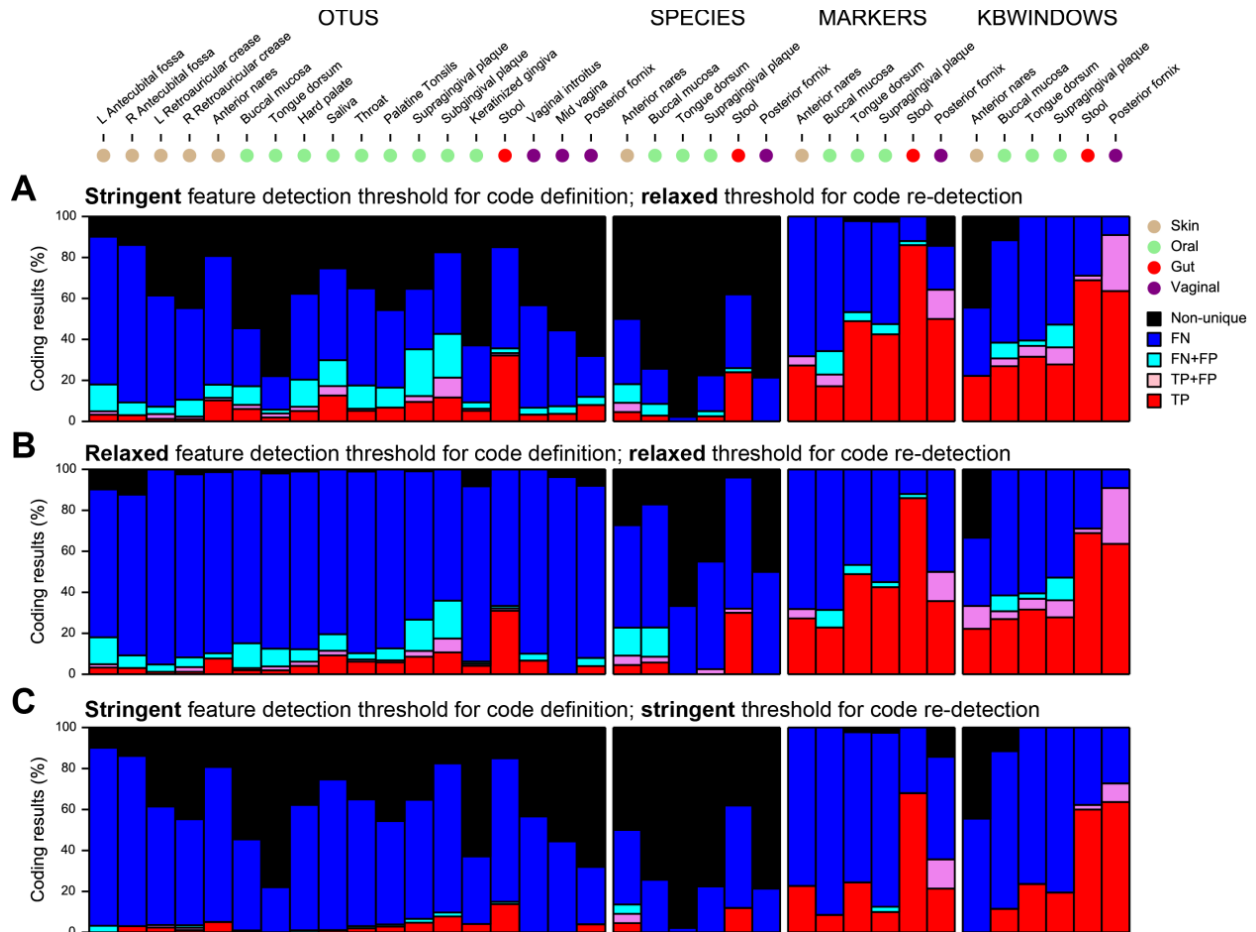 OTUS SPECIES MARKERS KBWINDOWS
L Antecubital fossa
R Antecubital fossa
L Retroauricular crease
R Retroauricular crease
Anterior nares
Buccal mucosa
Tongue dorsum
Hard palate
Saliva
Throat
Palatine Tonsils
Supragingival plaque
Subgingival plaque
Keratinized gingiva
Stool
Vaginal introitus
Mid vagina
Posterior fornix
Anterior nares
Buccal mucosa
Tongue dorsum
Supragingival plaque
Stool
Posterior fornix
Anterior nares
Buccal mucosa
Tongue dorsum
Supragingival plaque
Stool
Posterior fornix
Anterior nares
Buccal mucosa
Tongue dorsum
Supragingival plaque
Stool
Posterior fornix
A Stringent feature detection threshold for code definition; relaxed threshold for code re-detection
Coding results (%)
100
80
60
40
20
0
Skin
Oral
Gut
Vaginal
Non-unique
FN
FN+FP
TP+FP
TP
B Relaxed feature detection threshold for code definition; relaxed threshold for code re-detection
Coding results (%)
100
80
60
40
20
0
C Stringent feature detection threshold for code definition; stringent threshold for code re-detection
Coding results (%)
100
80
60
40
20
0